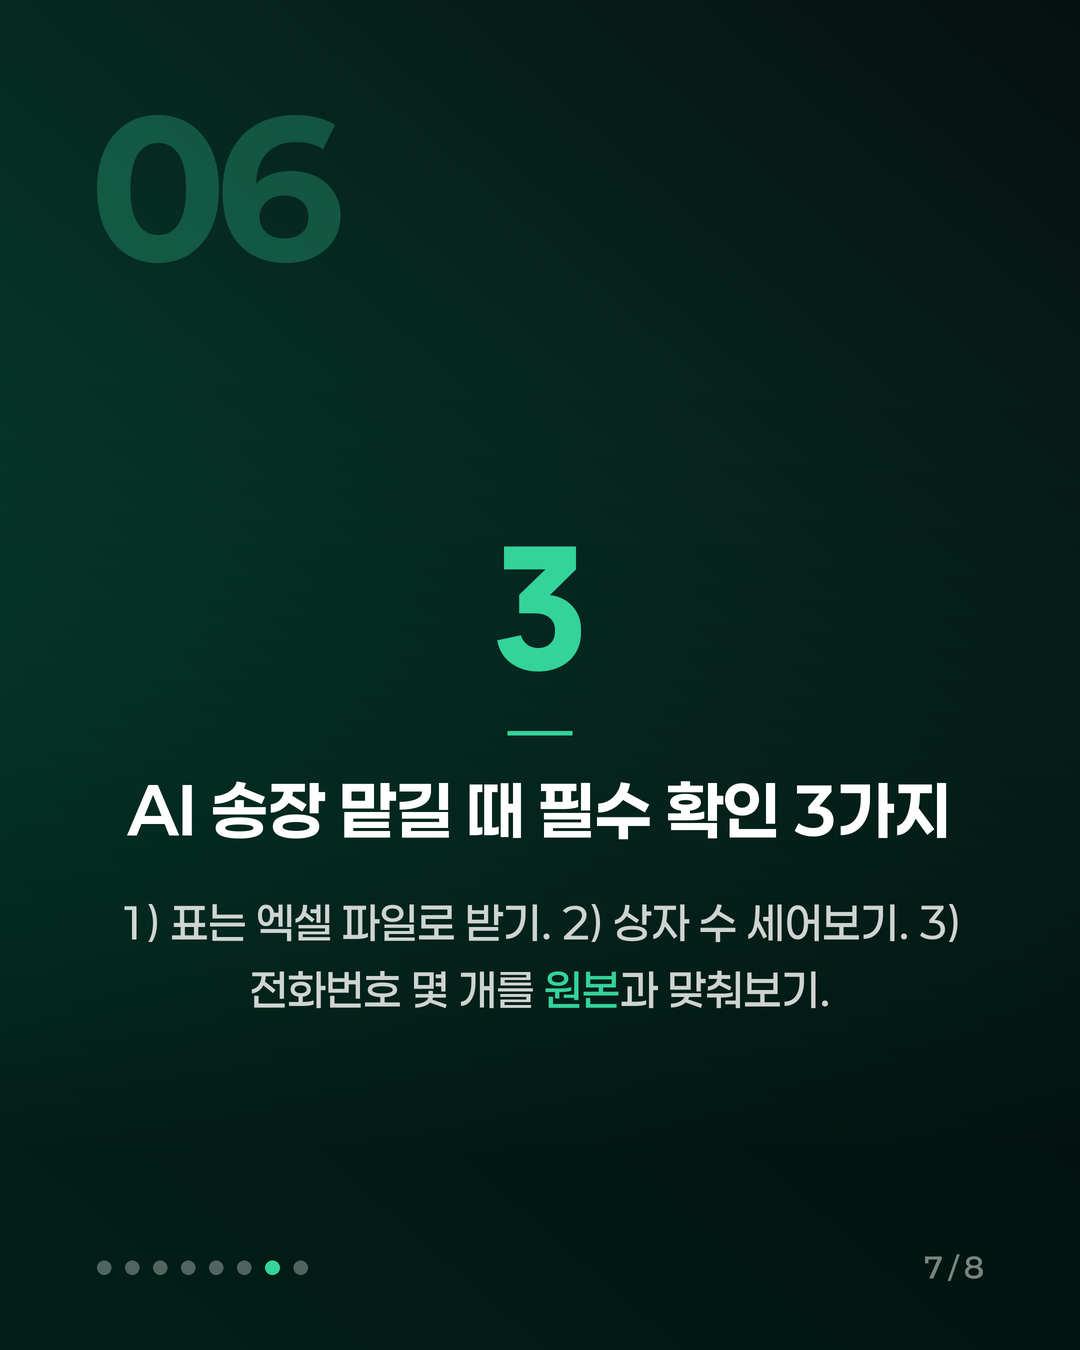 06
3
AI 송장 맡길 때 필수 확인 3가지
1) 표는 엑셀 파일로 받기. 2) 상자 수 세어보기. 3)
전화번호 몇 개를 원본과 맞춰보기.
7/8